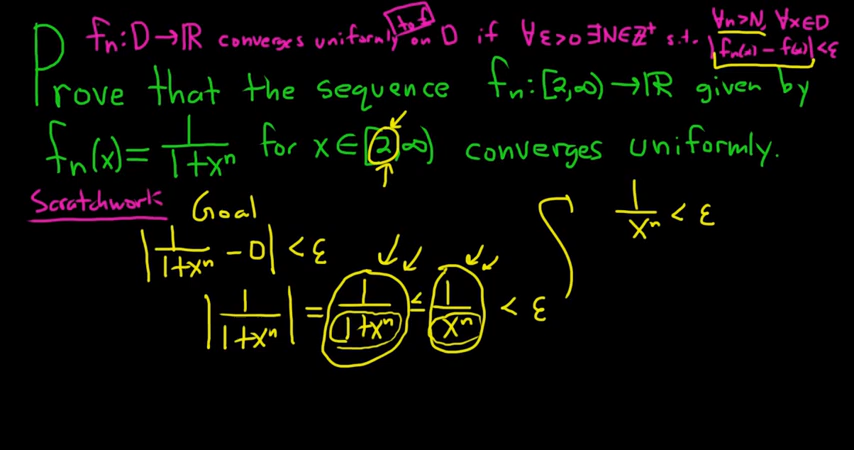 fₙ: D → ℝ converges uniformly to f on D if ∀ε>0 ∃N∈ℤ⁺ s.t. ∀n>N, ∀x∈D |fₙ(x) − f(x)| < ε
Prove that the sequence fₙ: [2,∞) → ℝ given by
fₙ(x) = 1/(1+xⁿ) for x ∈ [2,∞) converges uniformly.
Scratchwork Goal
|1/(1+xⁿ) − 0| < ε
|1/(1+xⁿ)| = 1/(1+xⁿ) ≤ 1/xⁿ < ε
1/xⁿ < ε